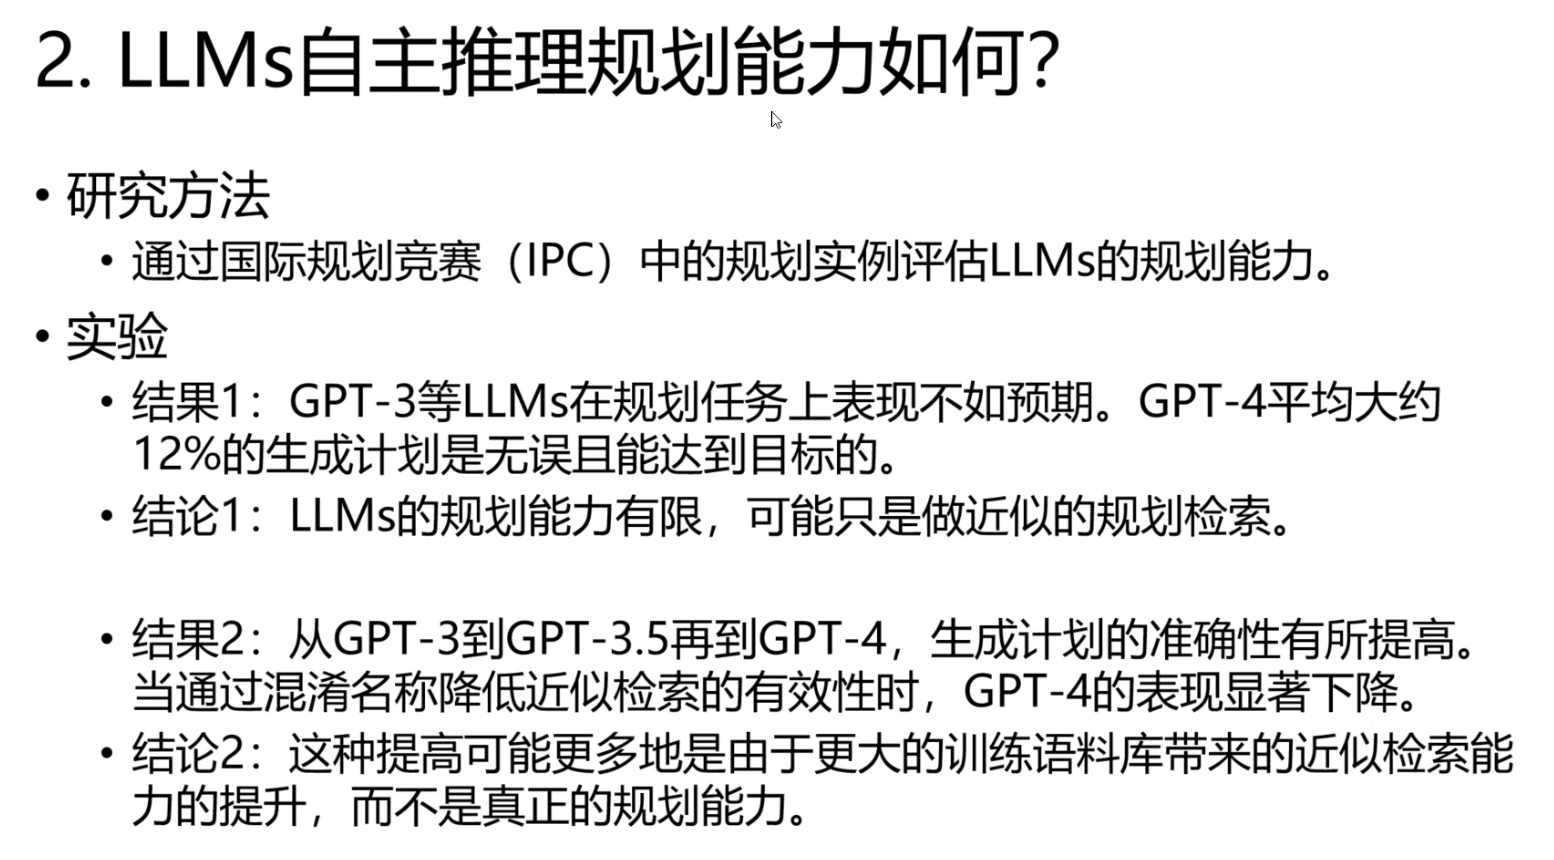 2. LLMs自主推理规划能力如何?
• 研究方法
• 通过国际规划竞赛（IPC）中的规划实例评估LLMs的规划能力。
• 实验
• 结果1：GPT-3等LLMs在规划任务上表现不如预期。GPT-4平均大约
12%的生成计划是无误且能达到目标的。
• 结论1：LLMs的规划能力有限，可能只是做近似的规划检索。
• 结果2：从GPT-3到GPT-3.5再到GPT-4，生成计划的准确性有所提高。
当通过混淆名称降低近似检索的有效性时，GPT-4的表现显著下降。
• 结论2：这种提高可能更多地是由于更大的训练语料库带来的近似检索能
力的提升，而不是真正的规划能力。